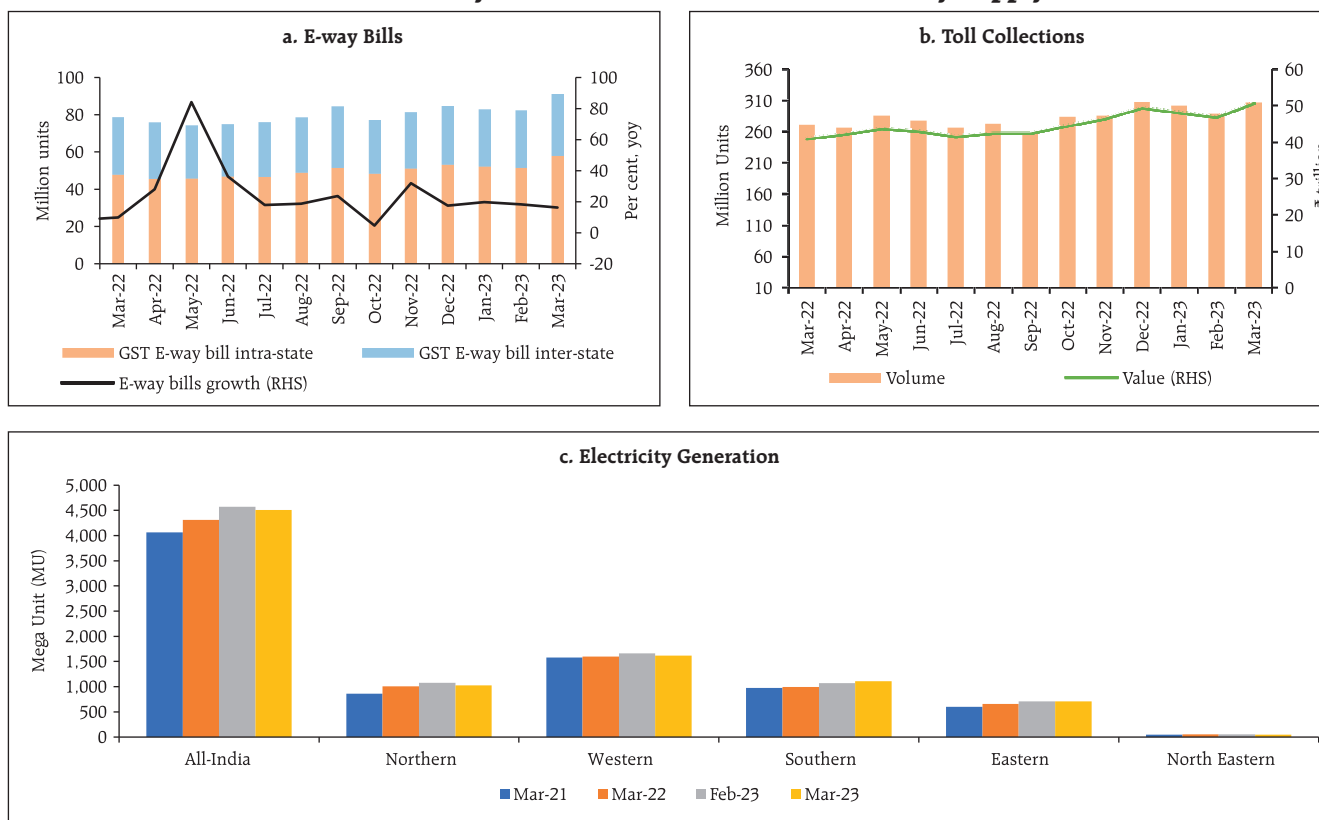 a. E-way Bills
100
80
60
40
20
0
Million units
100
80
60
40
20
0
-20
Per cent, yoy
Mar-22
Apr-22
May-22
Jun-22
Jul-22
Aug-22
Sep-22
Oct-22
Nov-22
Dec-22
Jan-23
Feb-23
Mar-23
GST E-way bill intra-state
GST E-way bill inter-state
E-way bills growth (RHS)
b. Toll Collections
360
310
260
210
160
110
60
10
Million Units
60
50
40
30
20
10
0
Mar-22
Apr-22
May-22
Jun-22
Jul-22
Aug-22
Sep-22
Oct-22
Nov-22
Dec-22
Jan-23
Feb-23
Mar-23
Volume
Value (RHS)
c. Electricity Generation
5,000
4,500
4,000
3,500
3,000
2,500
2,000
1,500
1,000
500
0
Mega Unit (MU)
All-India
Northern
Western
Southern
Eastern
North Eastern
Mar-21
Mar-22
Feb-23
Mar-23